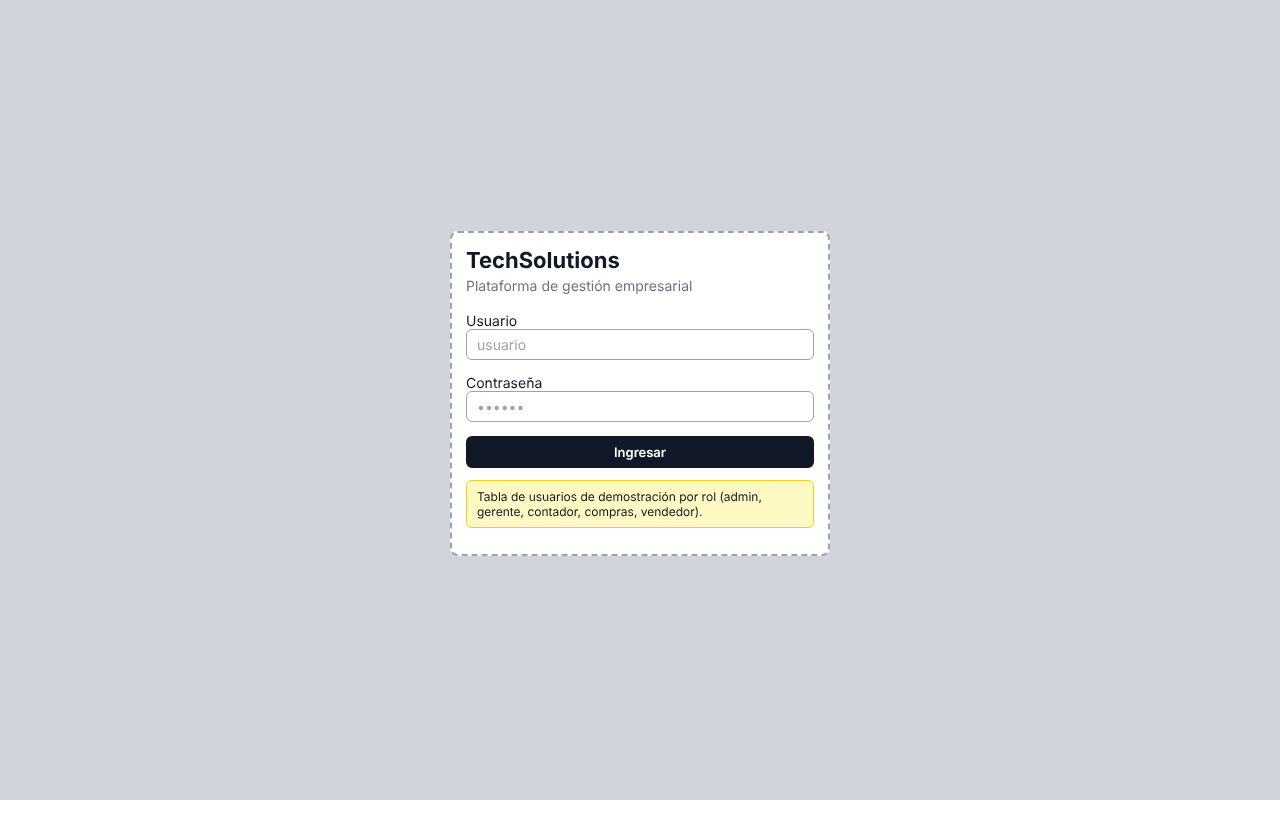 TechSolutions
Plataforma de gestión empresarial
Usuario
usuario
Contraseña
••••••
Ingresar
Tabla de usuarios de demostración por rol (admin,
gerente, contador, compras, vendedor).